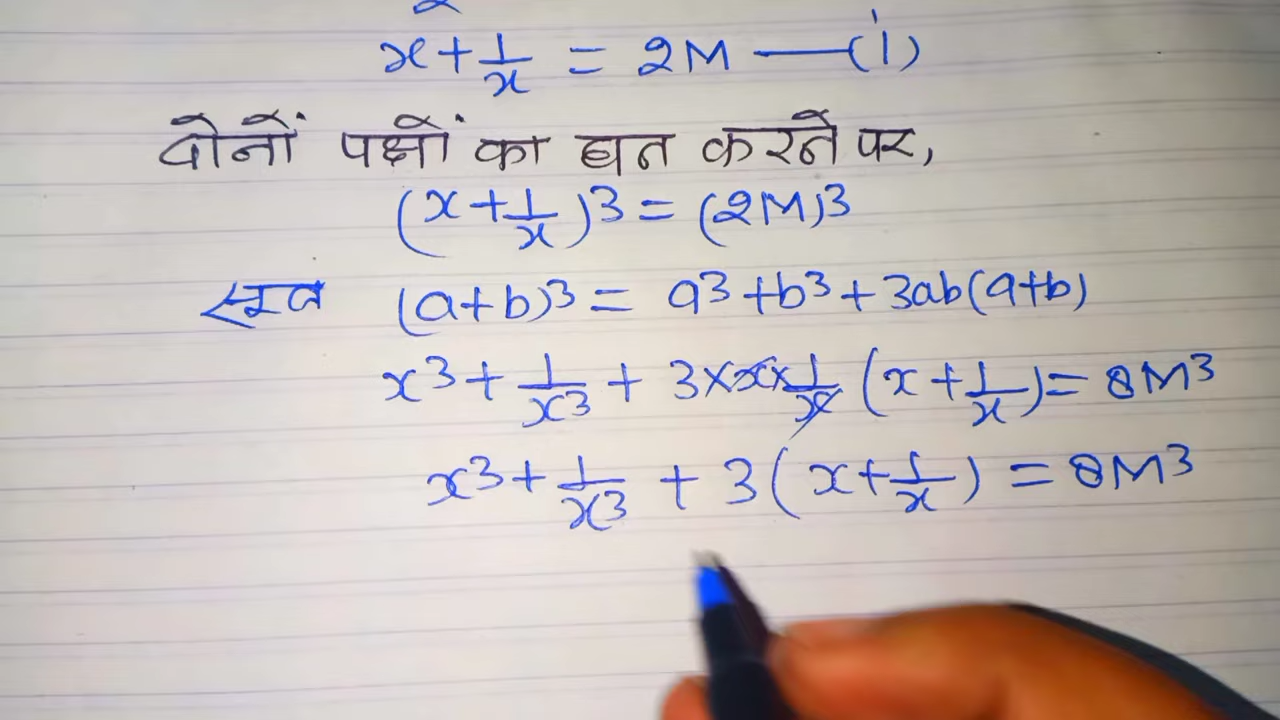 x + 1/x = 2M —(i)
दोनों पक्षों का घन करने पर,
(x + 1/x)³ = (2M)³
सूत्र (a+b)³ = a³+b³+3ab(a+b)
x³ + 1/x³ + 3×x×1/x (x + 1/x) = 8M³
x³ + 1/x³ + 3(x + 1/x) = 8M³